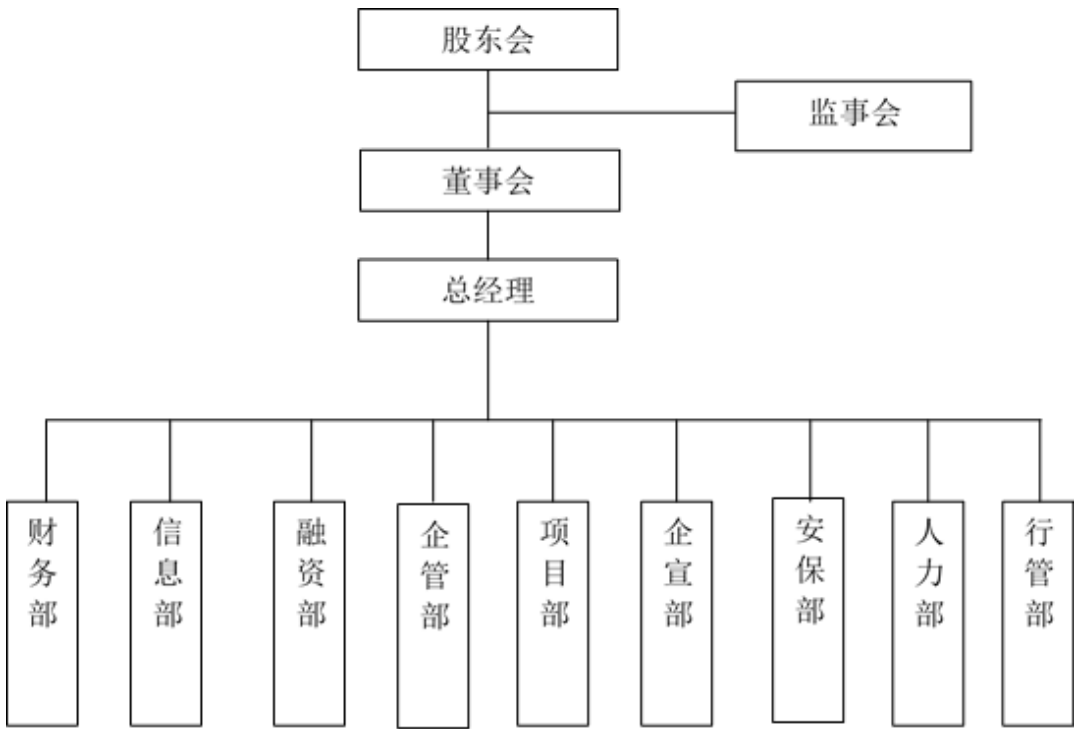 股东会
监事会
董事会
总经理
财务部
信息部
融资部
企管部
项目部
企宣部
安保部
人力部
行管部